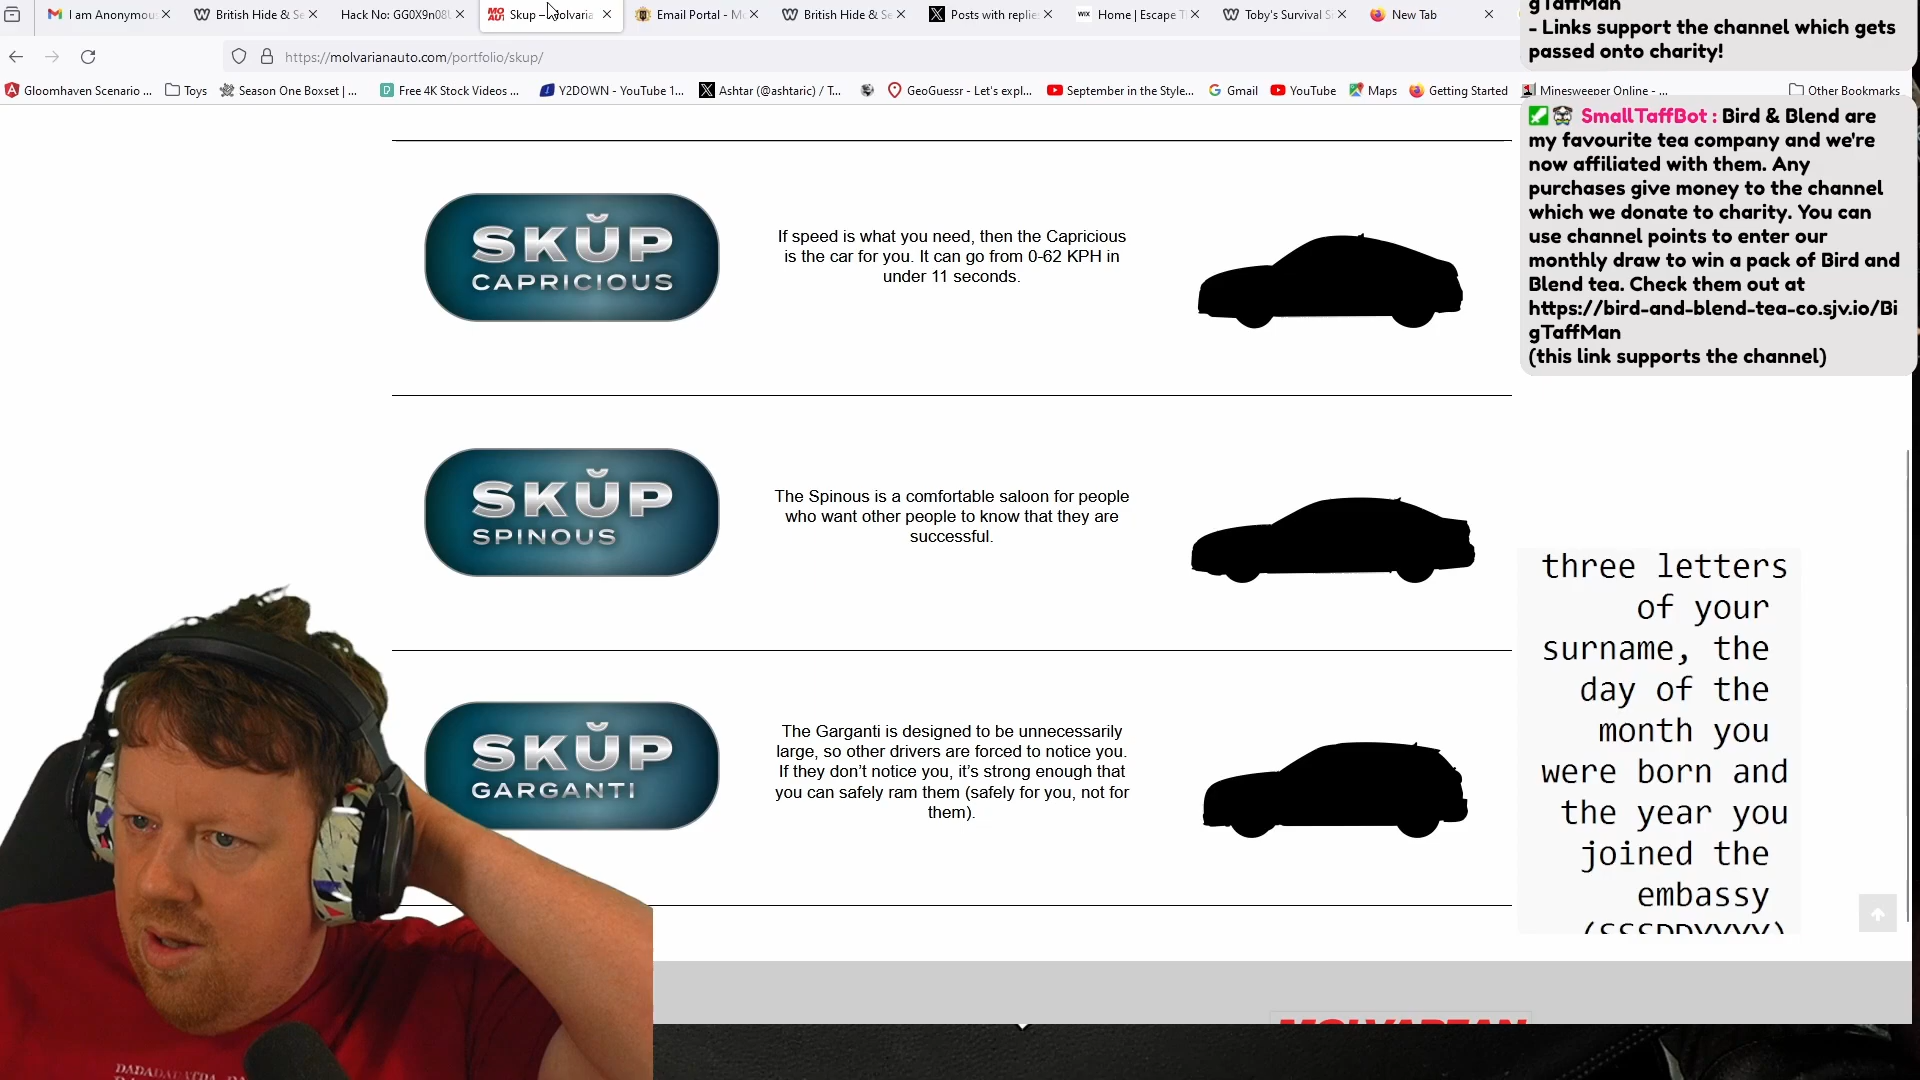 I am Anonymou
British Hide & Se
Hack No: GG0X9n08
Skup – Molvaria
Email Portal - M
British Hide & Se
Posts with replie
WIX
Home | Escape T
Toby's Survival S
New Tab
https://molvarianauto.com/portfolio/skup/
Gloomhaven Scenario ...
Toys
Season One Boxset | ...
Free 4K Stock Videos ...
Y2DOWN - YouTube 1...
Ashtar (@ashtaric) / T...
GeoGuessr - Let's expl...
September in the Style...
Gmail
YouTube
Maps
Getting Started
Minesweeper Online - ...
Other Bookmarks
gTaffMan
- Links support the channel which gets
passed onto charity!
SmallTaffBot : Bird & Blend are
my favourite tea company and we're
now affiliated with them. Any
purchases give money to the channel
which we donate to charity. You can
use channel points to enter our
monthly draw to win a pack of Bird and
Blend tea. Check them out at
https://bird-and-blend-tea-co.sjv.io/Bi
gTaffMan
(this link supports the channel)
SKŬP
CAPRICIOUS
If speed is what you need, then the Capricious
is the car for you. It can go from 0-62 KPH in
under 11 seconds.
SKŬP
SPINOUS
The Spinous is a comfortable saloon for people
who want other people to know that they are
successful.
SKŬP
GARGANTI
The Garganti is designed to be unnecessarily
large, so other drivers are forced to notice you.
If they don't notice you, it's strong enough that
you can safely ram them (safely for you, not for
them).
three letters
of your
surname, the
day of the
month you
were born and
the year you
joined the
embassy
(SSSDDYYYY)
MOLVARIAN